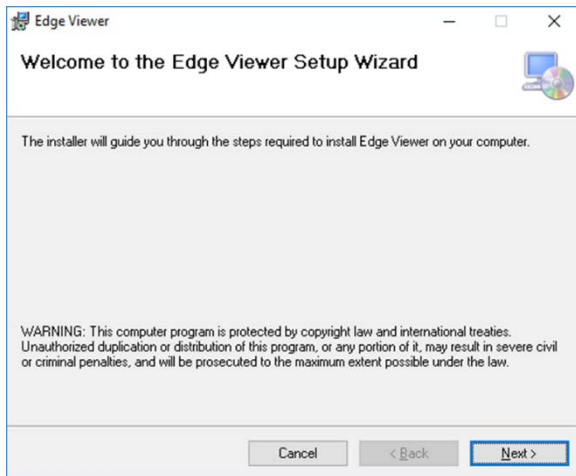 Edge Viewer
Welcome to the Edge Viewer Setup Wizard
The installer will guide you through the steps required to install Edge Viewer on your computer.
WARNING: This computer program is protected by copyright law and international treaties.
Unauthorized duplication or distribution of this program, or any portion of it, may result in severe civil
or criminal penalties, and will be prosecuted to the maximum extent possible under the law.
Cancel
< Back
Next >